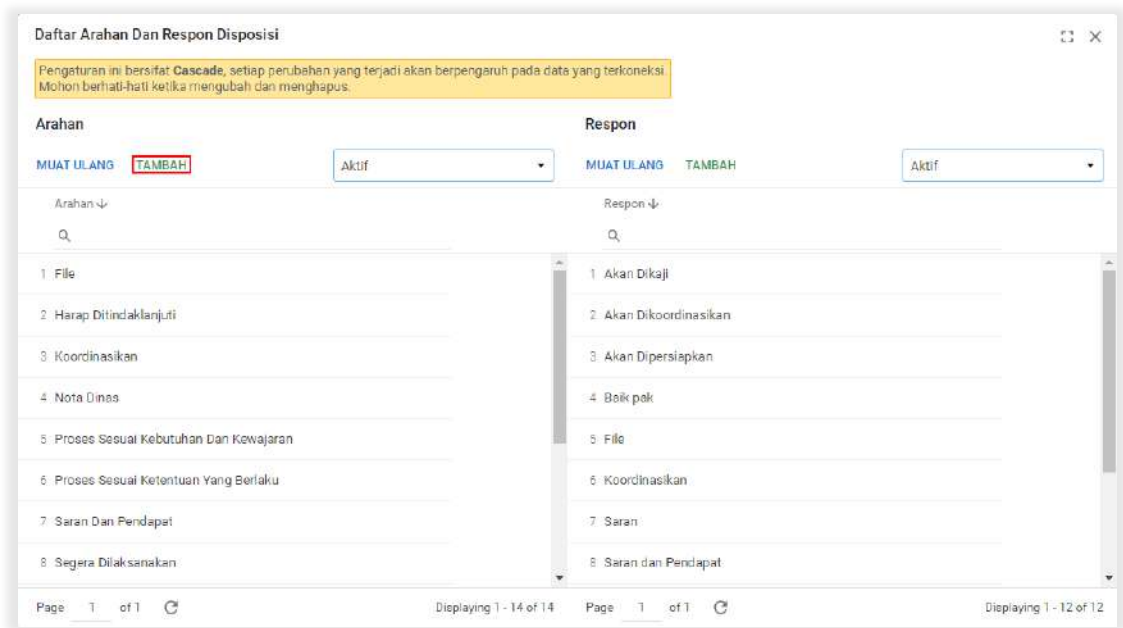 Daftar Arahan Dan Respon Disposisi
Pengaturan ini bersifat Cascade, setiap perubahan yang terjadi akan berpengaruh pada data yang terkoneksi.
Mohon berhati-hati ketika mengubah dan menghapus.
Arahan
MUAT ULANG TAMBAH Aktif
Arahan
1 File
2 Harap Ditindaklanjuti
3 Koordinasikan
4 Nota Dinas
5 Proses Sesuai Kebutuhan Dan Kewajaran
6 Proses Sesuai Ketentuan Yang Berlaku
7 Saran Dan Pendapat
8 Segera Dilaksanakan
Page 1 of 1 Displaying 1 - 14 of 14
Respon
MUAT ULANG TAMBAH Aktif
Respon
1 Akan Dikaji
2 Akan Dikoordinasikan
3 Akan Dipersiapkan
4 Baik pak
5 File
6 Koordinasikan
7 Saran
8 Saran dan Pendapat
Page 1 of 1 Displaying 1 - 12 of 12